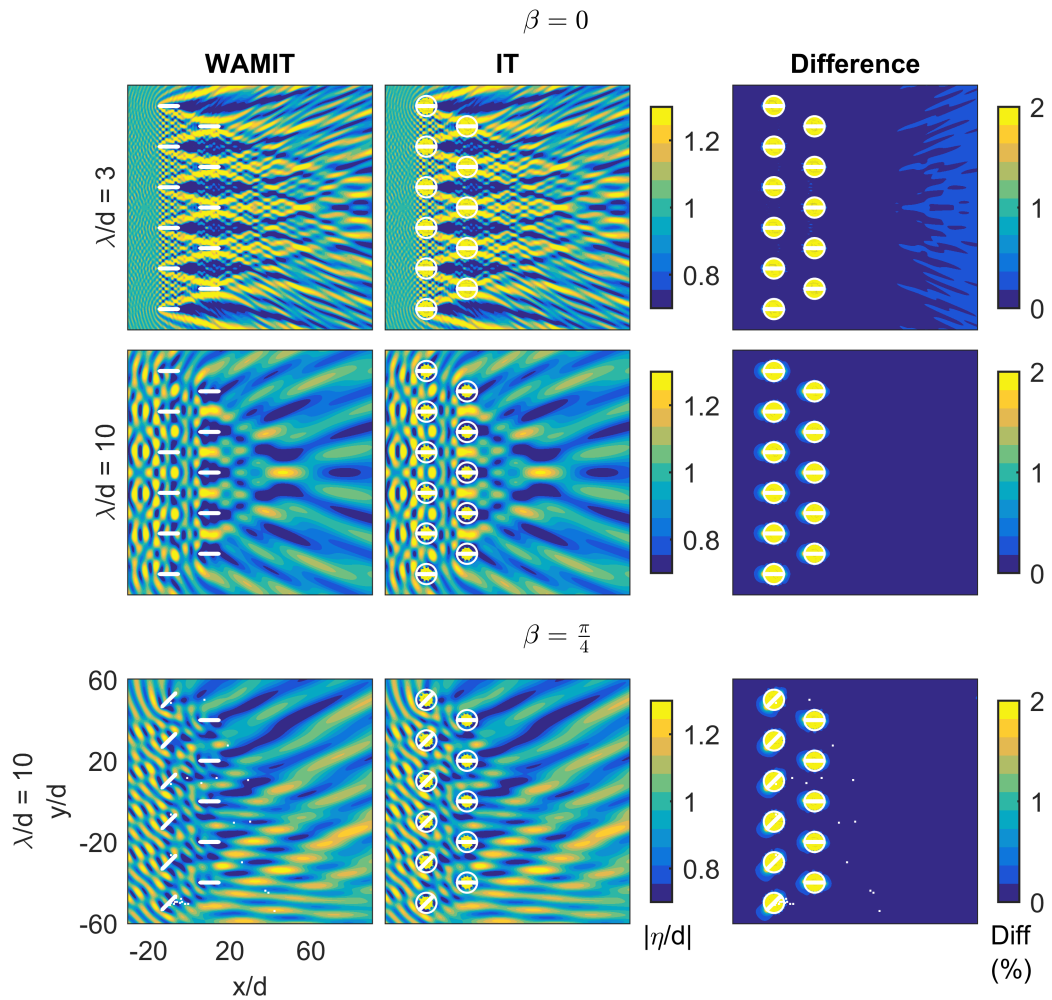 β = 0
WAMIT IT Difference
λ/d = 3
1.2
1
0.8
2
1
0
λ/d = 10
1.2
1
0.8
2
1
0
β = π/4
λ/d = 10
y/d
60
20
-20
-60
1.2
1
0.8
2
1
0
-20 20 60
x/d
|η/d|
Diff
(%)